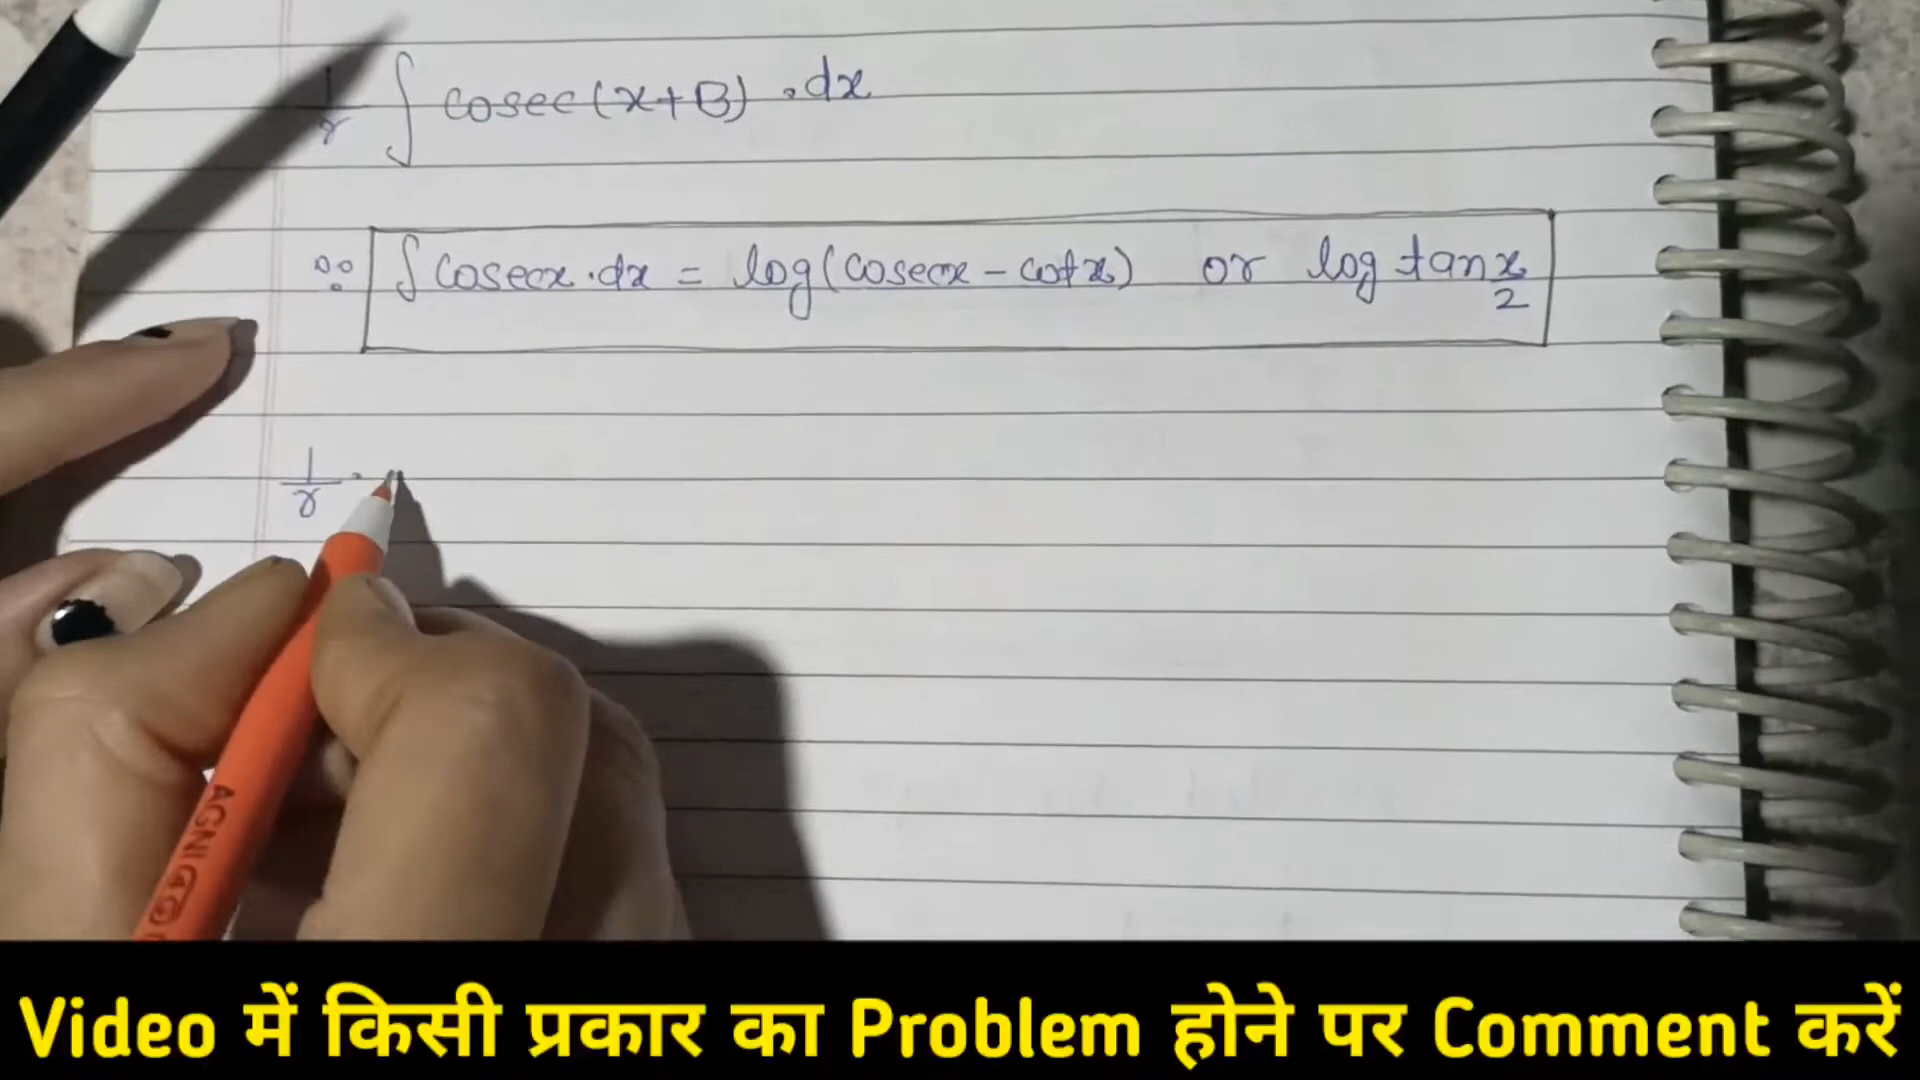 1/r ∫ cosec(x+B) .dx
∵ ∫ cosecx.dx = log(cosecx - cotx) or log tan x/2
1/r .
AGNI
Video में किसी प्रकार का Problem होने पर Comment करें